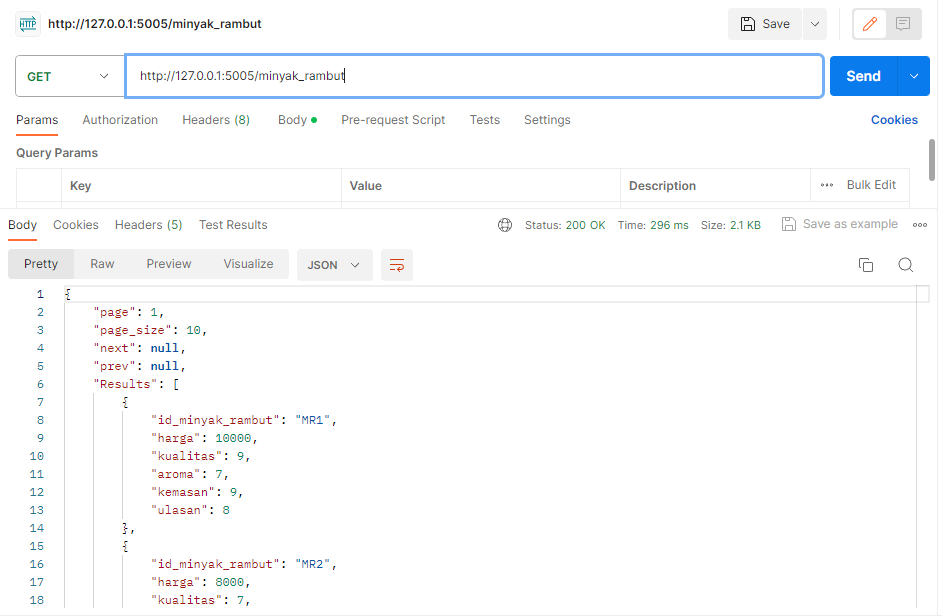 HTTP http://127.0.0.1:5005/minyak_rambut Save
GET http://127.0.0.1:5005/minyak_rambut Send
Params Authorization Headers (8) Body Pre-request Script Tests Settings Cookies
Query Params
Key Value Description Bulk Edit
Body Cookies Headers (5) Test Results Status: 200 OK Time: 296 ms Size: 2.1 KB Save as example
Pretty Raw Preview Visualize JSON
1 {
2 "page": 1,
3 "page_size": 10,
4 "next": null,
5 "prev": null,
6 "Results": [
7 {
8 "id_minyak_rambut": "MR1",
9 "harga": 10000,
10 "kualitas": 9,
11 "aroma": 7,
12 "kemasan": 9,
13 "ulasan": 8
14 },
15 {
16 "id_minyak_rambut": "MR2",
17 "harga": 8000,
18 "kualitas": 7,